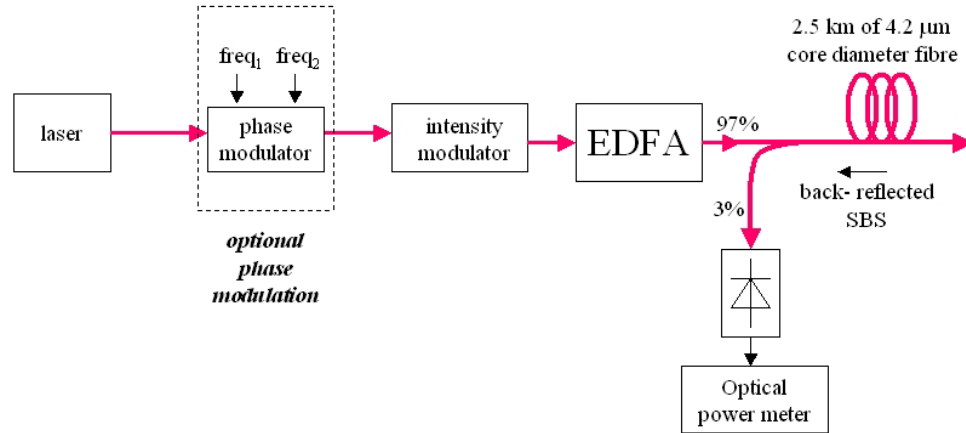 2.5 km of 4.2 μm
core diameter fibre
freq₁ freq₂
laser
phase
modulator
intensity
modulator
EDFA
97%
back- reflected
SBS
3%
optional
phase
modulation
Optical
power meter